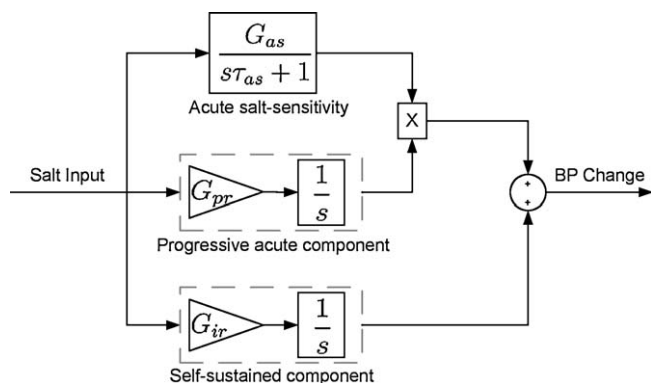 G_as
sτ_as + 1
Acute salt-sensitivity
X
Salt Input
G_pr
1
s
Progressive acute component
+
+
BP Change
G_ir
1
s
Self-sustained component